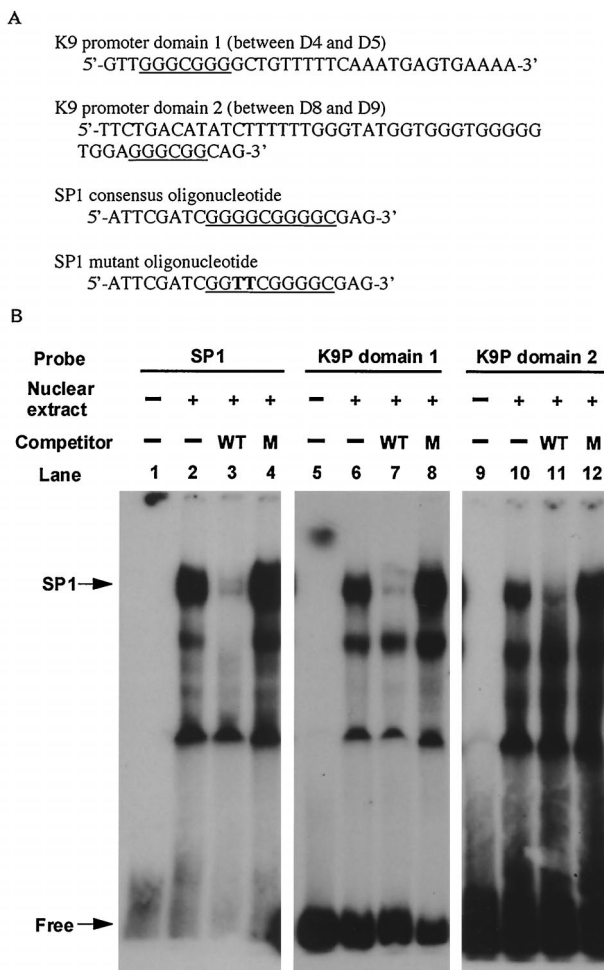 A
K9 promoter domain 1 (between D4 and D5)
5’-GTTGGGCGGGGCTGTTTTTCAAATGAGTGAAAA-3’
K9 promoter domain 2 (between D8 and D9)
5’-TTCTGACATATCTTTTTTGGGTATGGTGGGTGGGGG
TGGAGGGCGGCAG-3’
SP1 consensus oligonucleotide
5’-ATTCGATCGGGGCGGGGCGAG-3’
SP1 mutant oligonucleotide
5’-ATTCGATCGGTTCGGGGCGAG-3’
B
Probe SP1 K9P domain 1 K9P domain 2
Nuclear extract − + + + − + + + − + + +
Competitor − − WT M − − WT M − − WT M
Lane 1 2 3 4 5 6 7 8 9 10 11 12
SP1
Free